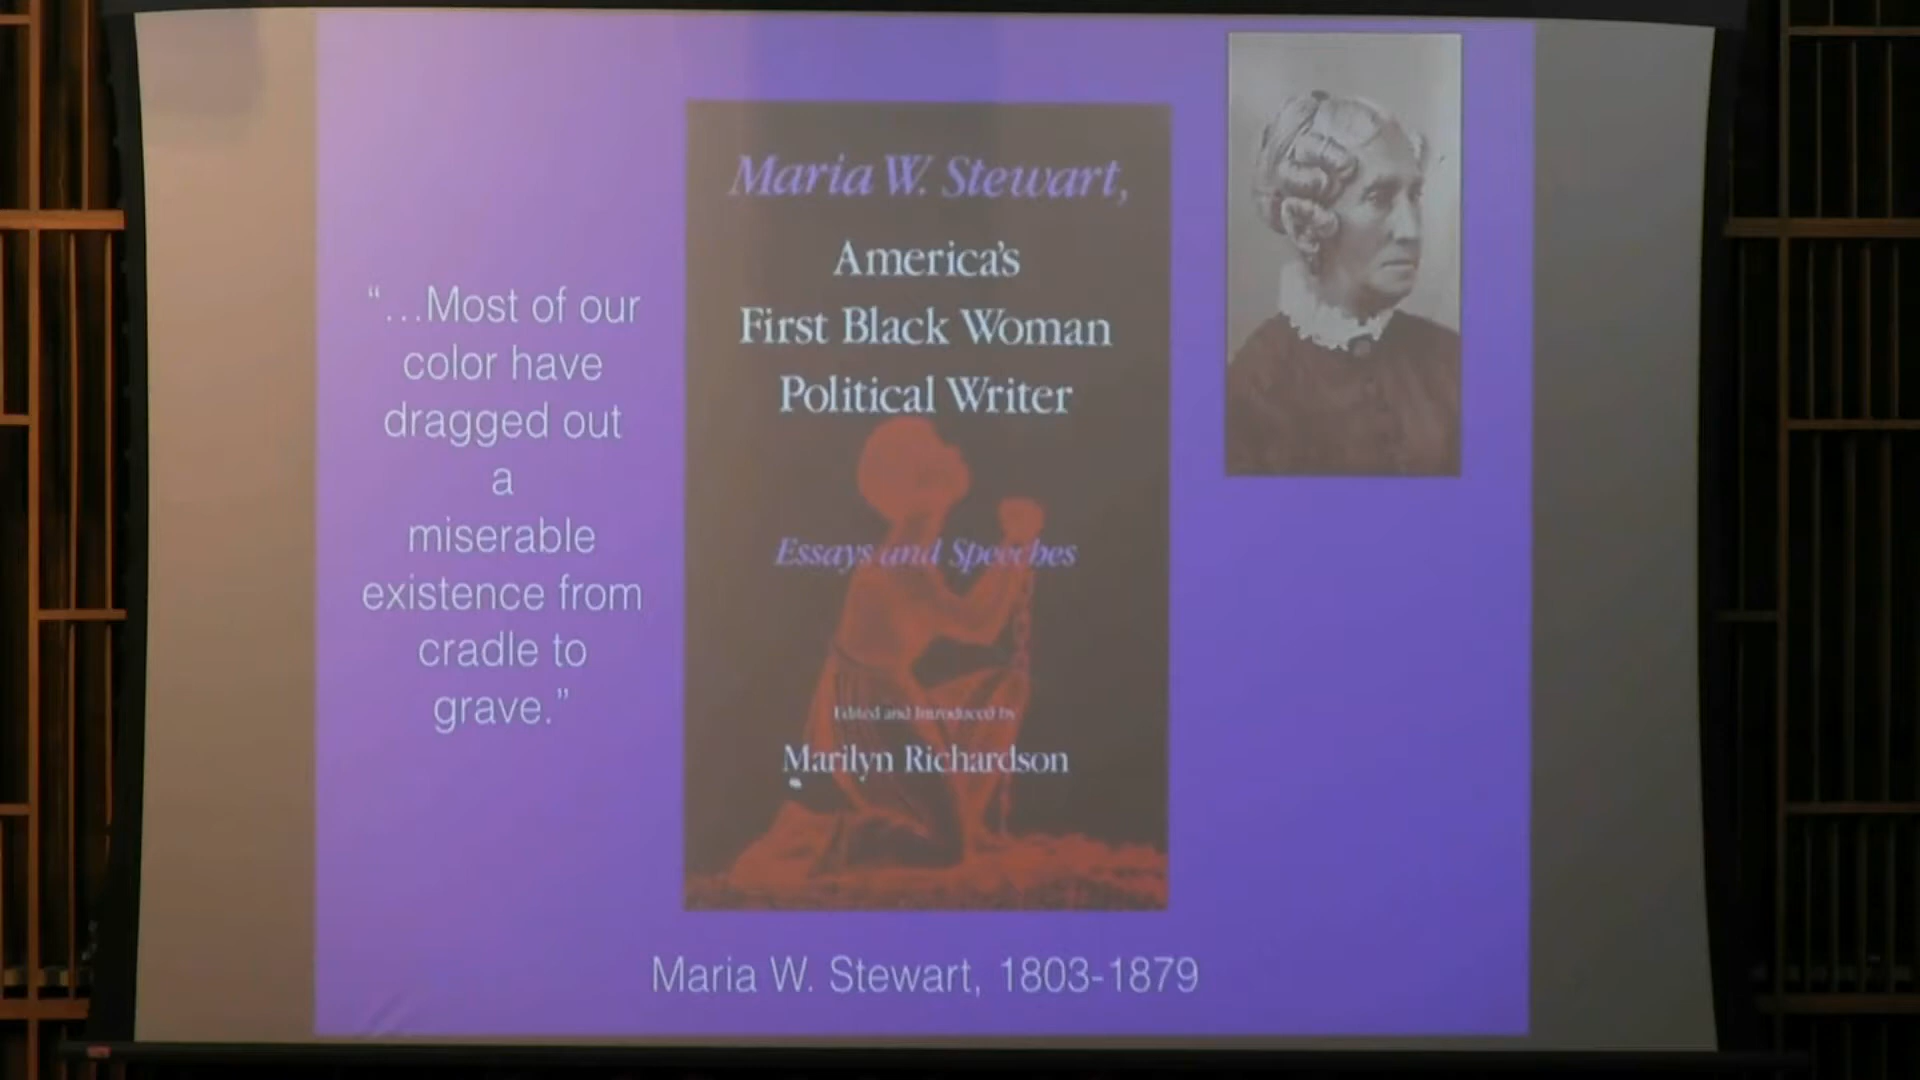 “…Most of our
color have
dragged out
a
miserable
existence from
cradle to
grave.”
Maria W. Stewart,
America's
First Black Woman
Political Writer
Essays and Speeches
Edited and Introduced by
Marilyn Richardson
Maria W. Stewart, 1803-1879